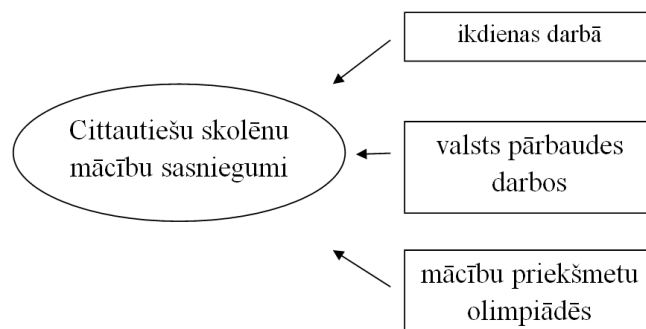 ikdienas darbā
Cittautiešu skolēnu
mācību sasniegumi
valsts pārbaudes
darbos
mācību priekšmetu
olimpiādēs